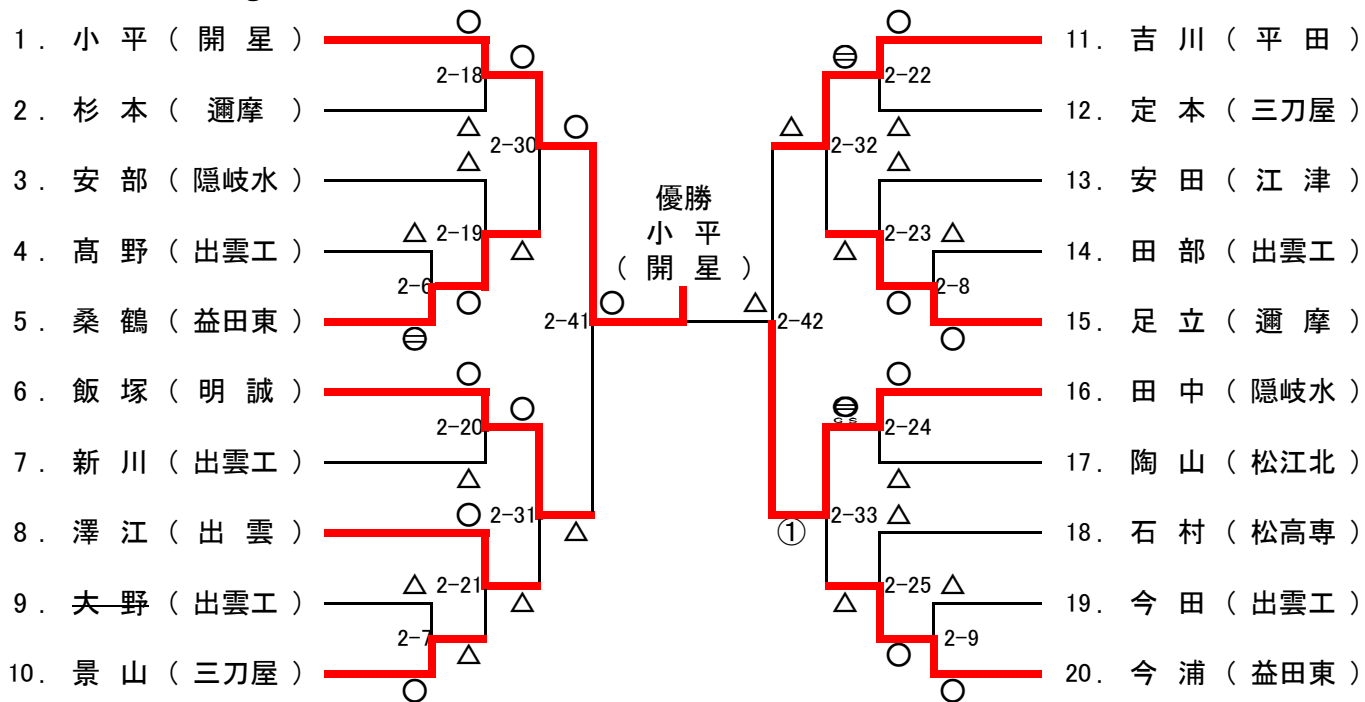 g
1. 小平(開星)
2. 杉本(邇摩)
3. 安部(隠岐水)
4. 髙野(出雲工)
5. 桑鶴(益田東)
6. 飯塚(明誠)
7. 新川(出雲工)
8. 澤江(出雲)
9. 大野(出雲工)
10. 景山(三刀屋)
○
2-18
△
○
2-30
△
△ 2-19
△
2-6
○
⊖
○
2-20
△
○
2-31
○
△ 2-21
△
2-7
△
○
○
2-41
△
○
優勝
小平
(開星)
△
2-42
△
①
⊖
2-32
△
⊖
GS
2-33
△
○
2-22
△
△
2-23 △
○
2-8
○
○
2-24
△
△
2-25 △
○
2-9
○
11. 吉川(平田)
12. 定本(三刀屋)
13. 安田(江津)
14. 田部(出雲工)
15. 足立(邇摩)
16. 田中(隠岐水)
17. 陶山(松江北)
18. 石村(松高専)
19. 今田(出雲工)
20. 今浦(益田東)